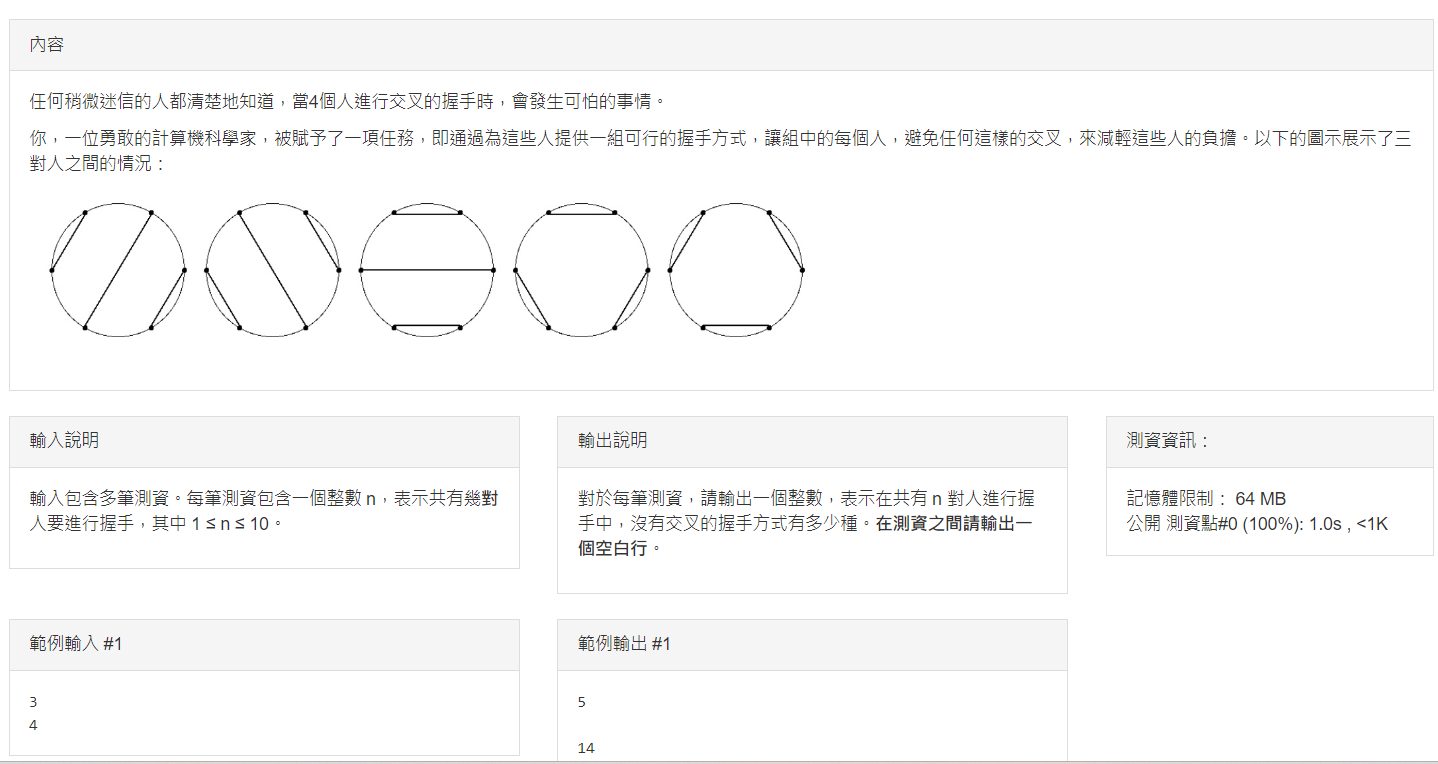 內容
任何稍微迷信的人都清楚地知道，當4個人進行交叉的握手時，會發生可怕的事情。
你，一位勇敢的計算機科學家，被賦予了一項任務，即通過為這些人提供一組可行的握手方式，讓組中的每個人，避免任何這樣的交叉，來減輕這些人的負擔。以下的圖示展示了三
對人之間的情況：
輸入說明
輸入包含多筆測資。每筆測資包含一個整數 n，表示共有幾對
人要進行握手，其中 1 ≤ n ≤ 10。
輸出說明
對於每筆測資，請輸出一個整數，表示在共有 n 對人進行握
手中，沒有交叉的握手方式有多少種。在測資之間請輸出一
個空白行。
測資資訊：
記憶體限制： 64 MB
公開 測資點#0 (100%): 1.0s , <1K
範例輸入 #1
3
4
範例輸出 #1
5
14